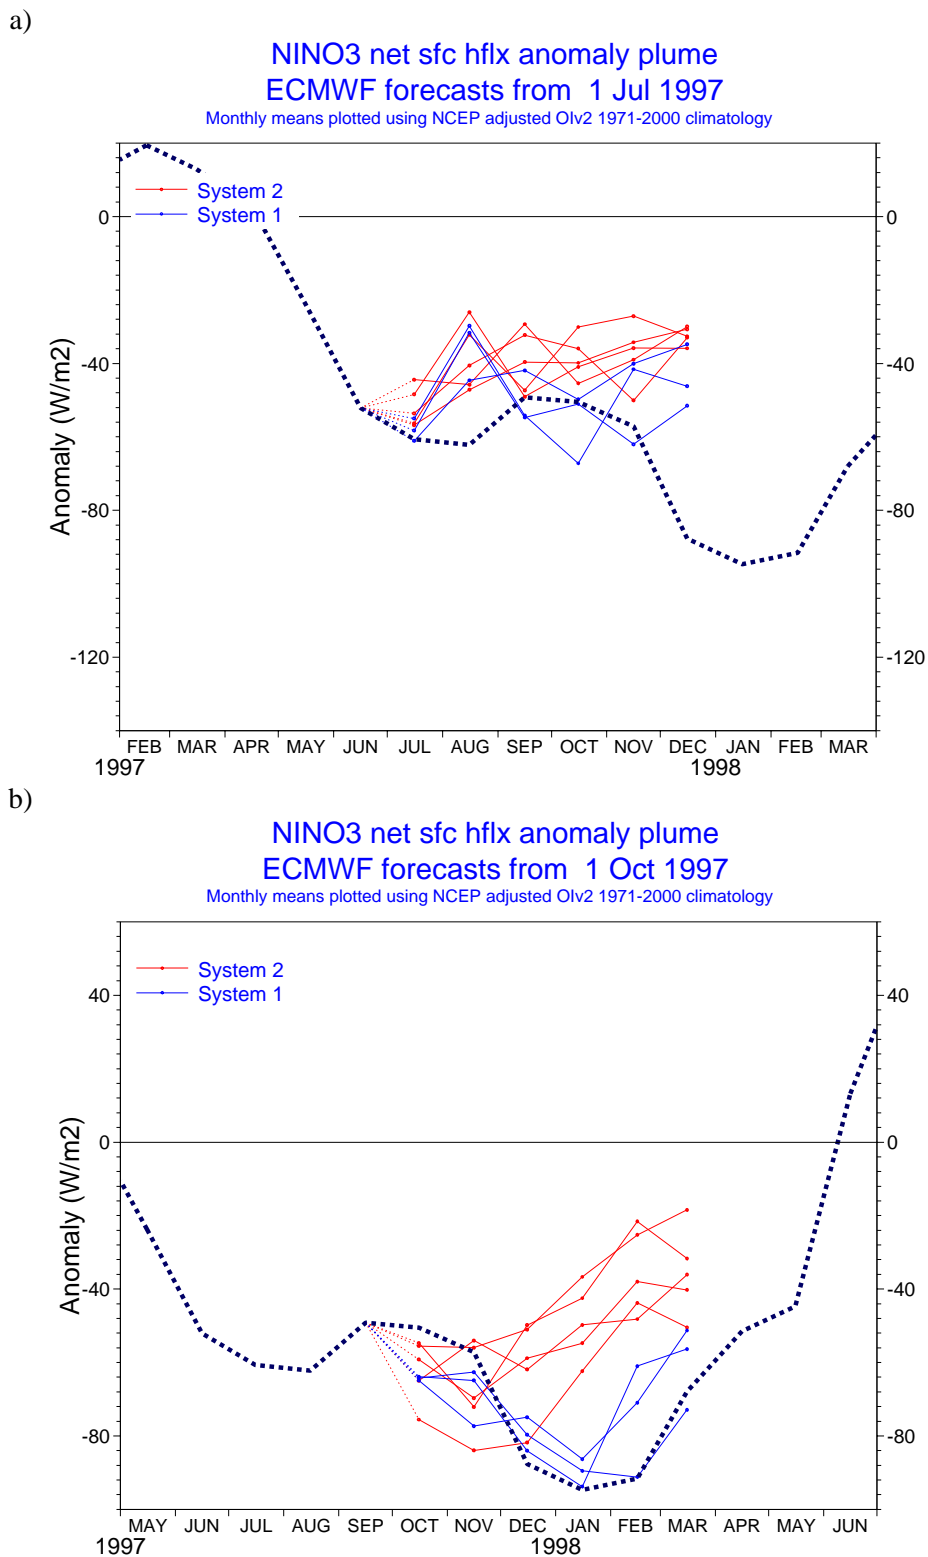 a)
NINO3 net sfc hflx anomaly plume
ECMWF forecasts from 1 Jul 1997
Monthly means plotted using NCEP adjusted OIv2 1971-2000 climatology
System 2
System 1
0 0
-40 -40
-80 -80
-120 -120
Anomaly (W/m2)
FEB MAR APR MAY JUN JUL AUG SEP OCT NOV DEC JAN FEB MAR
1997 1998
b)
NINO3 net sfc hflx anomaly plume
ECMWF forecasts from 1 Oct 1997
Monthly means plotted using NCEP adjusted OIv2 1971-2000 climatology
System 2
System 1
40 40
0 0
-40 -40
-80 -80
Anomaly (W/m2)
MAY JUN JUL AUG SEP OCT NOV DEC JAN FEB MAR APR MAY JUN
1997 1998